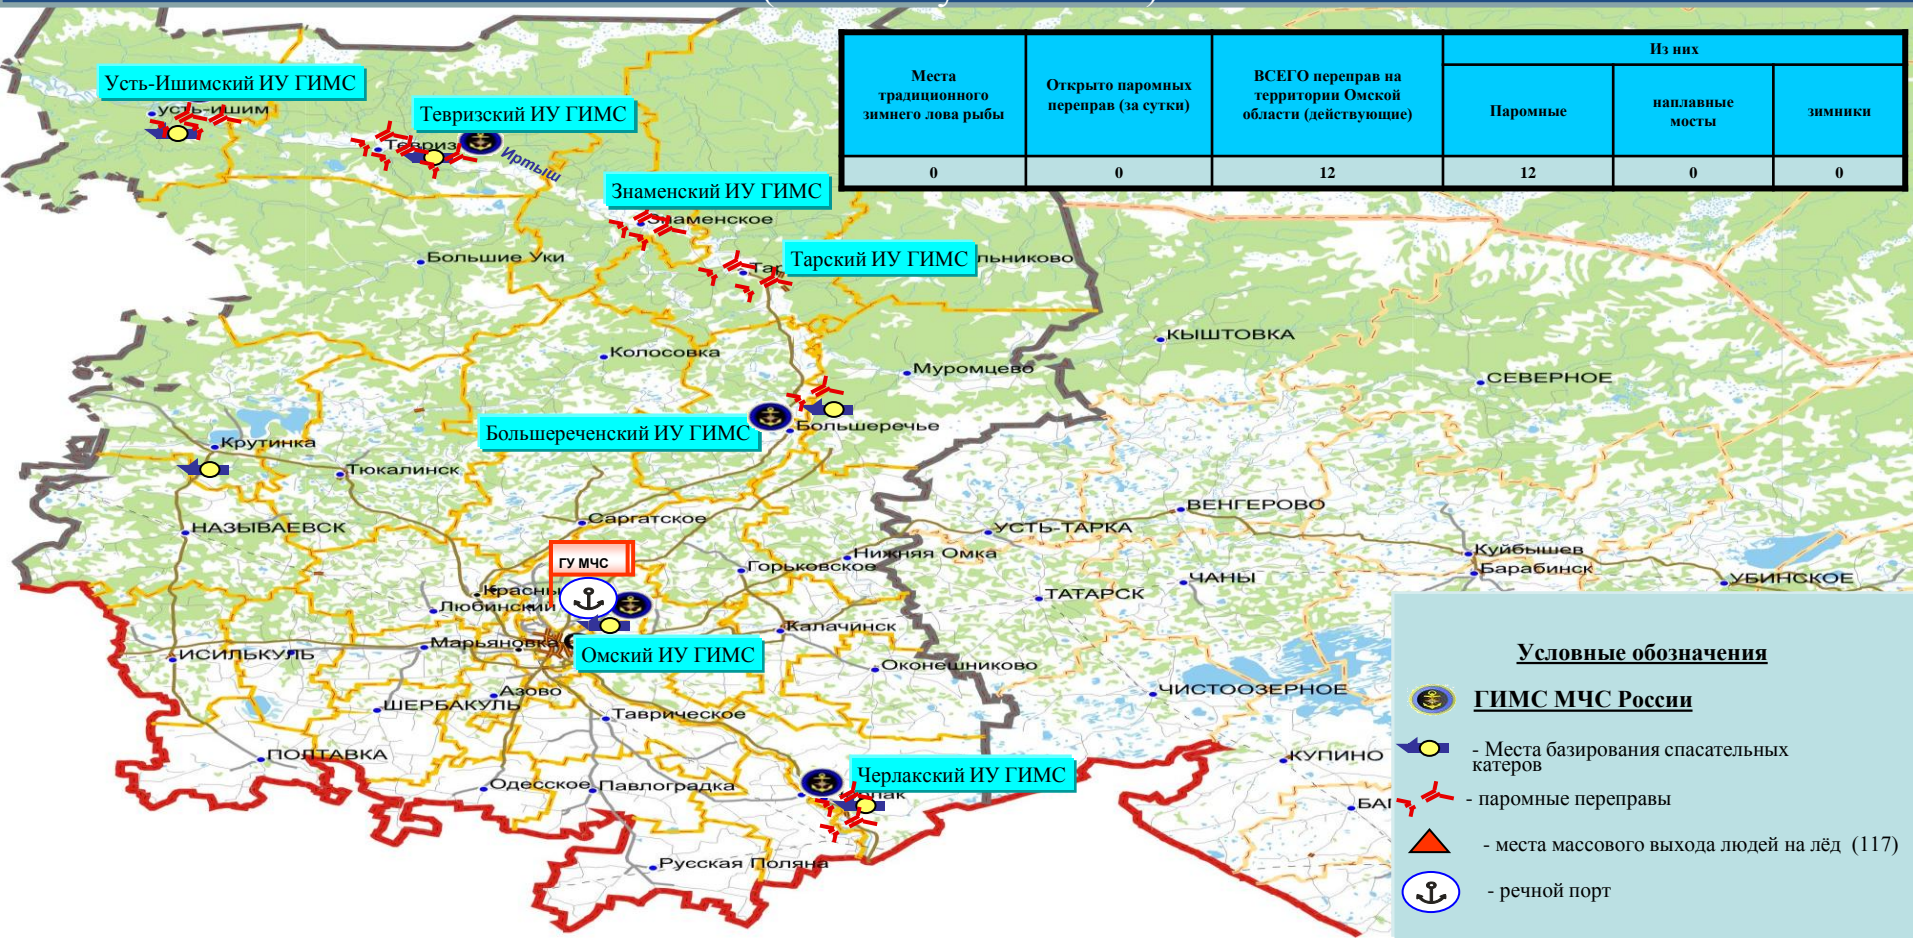 Места
традиционного
зимнего лова рыбы
Открыто паромных
переправ (за сутки)
ВСЕГО переправ на
территории Омской
области (действующие)
Из них
Паромные
наплавные
мосты
зимники
0
0
12
12
0
0
Усть-Ишимский ИУ ГИМС
усть-ишим
Тевризский ИУ ГИМС
Тевриз
Иртыш
Знаменский ИУ ГИМС
Знаменское
Тарский ИУ ГИМС
Большие Уки
КЫШТОВКА
Колосовка
Муромцево
СЕВЕРНОЕ
Большереченский ИУ ГИМС
Большеречье
Крутинка
Тюкалинск
ВЕНГЕРОВО
НАЗЫВАЕВСК
Саргатское
УСТЬ-ТАРКА
Нижняя Омка
Куйбышев
ГУ МЧС
Горьковское
Барабинск
ЧАНЫ
УБИНСКОЕ
Красны
Любинский
ТАТАРСК
Калачинск
Марьяновка
ИСИЛЬКУЛЬ
Омский ИУ ГИМС
Оконешниково
Азово
ЧИСТООЗЕРНОЕ
ШЕРБАКУЛЬ
Таврическое
ПОЛТАВКА
КУПИНО
Черлакский ИУ ГИМС
Одесское
Павлоградка
Русская Поляна
Условные обозначения
ГИМС МЧС России
- Места базирования спасательных
катеров
- паромные переправы
- места массового выхода людей на лёд (117)
- речной порт